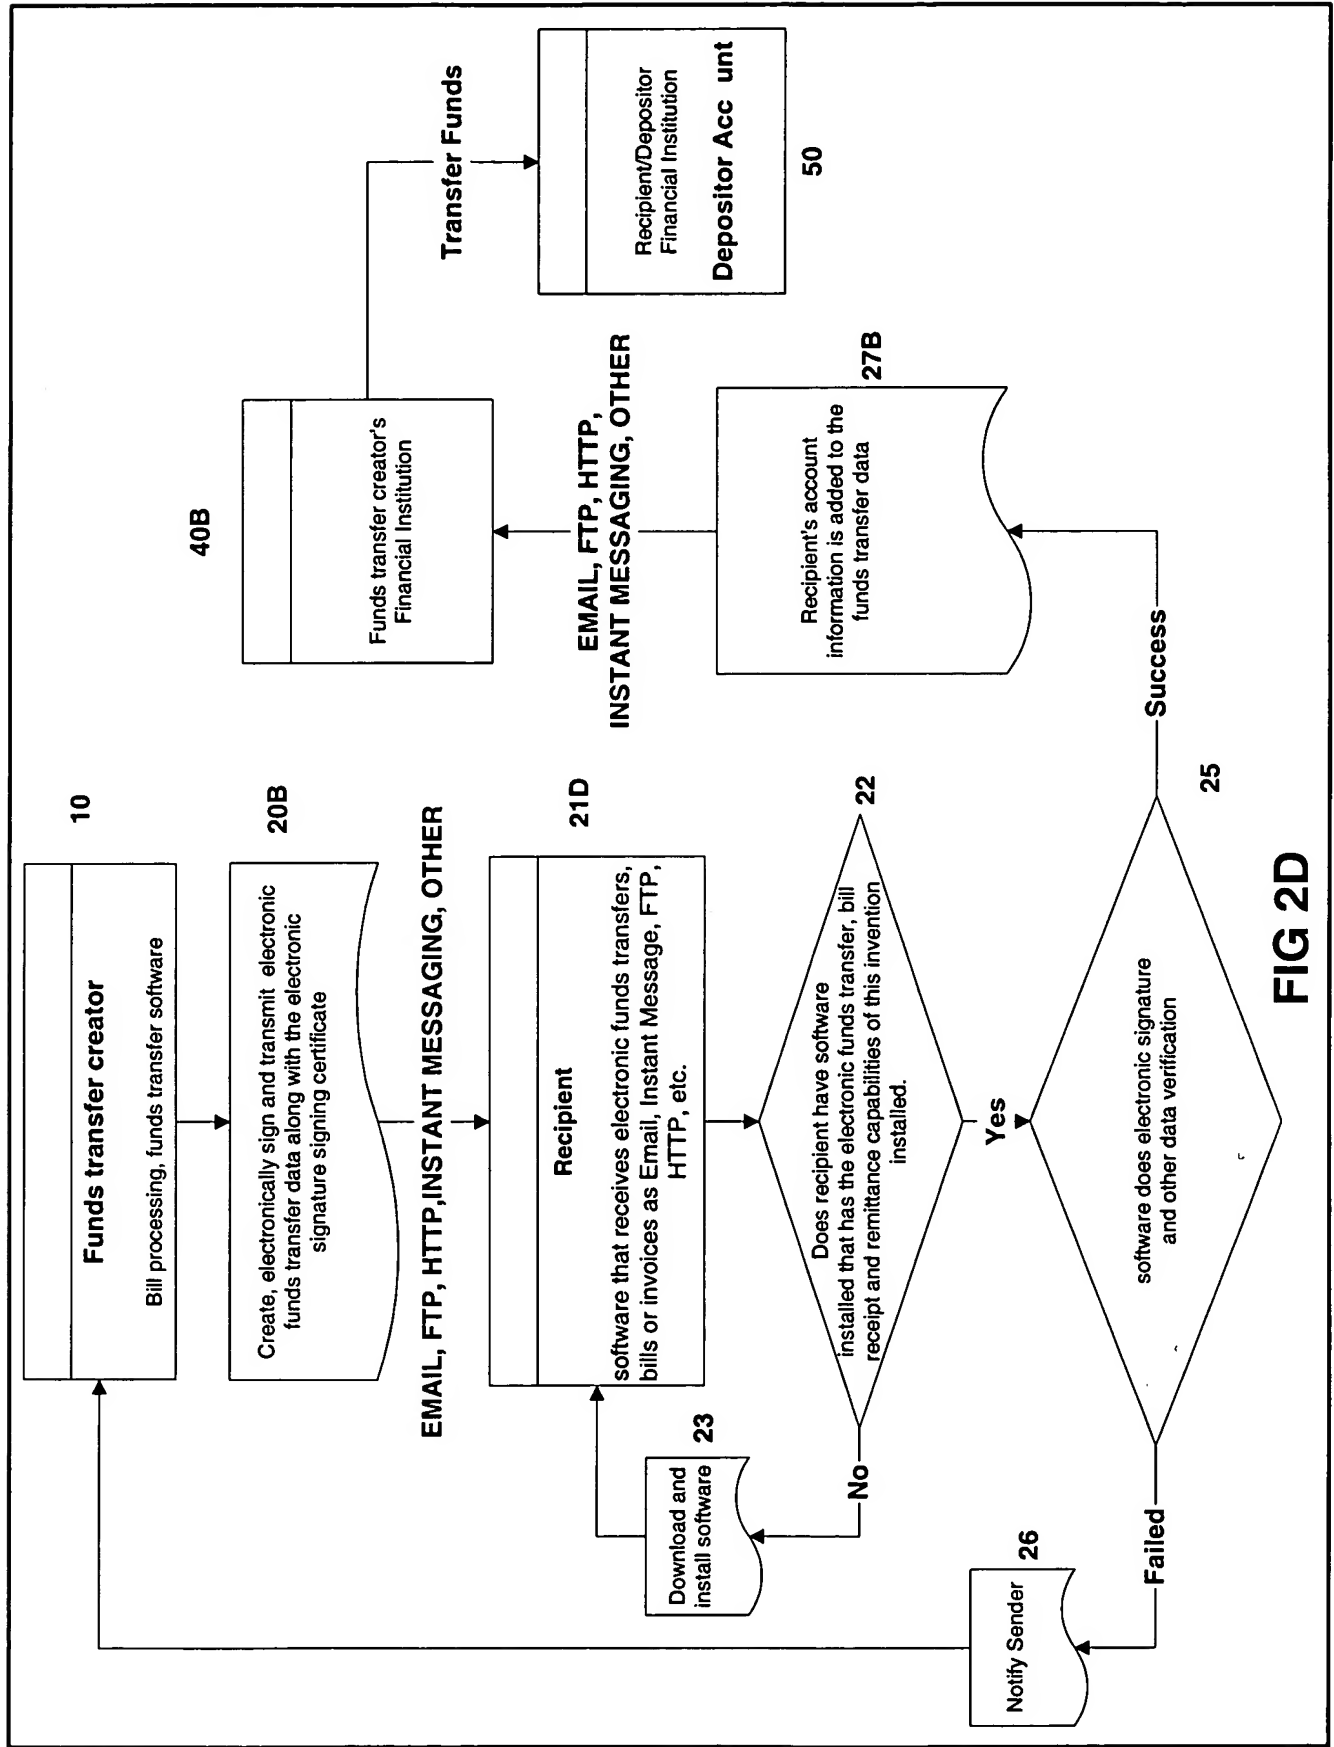 10
Funds transfer creator
Bill processing, funds transfer software
20B
Create, electronically sign and transmit electronic
funds transfer data along with the electronic
signature signing certificate
EMAIL, FTP, HTTP,INSTANT MESSAGING, OTHER
21D
Recipient
software that receives electronic funds transfers,
bills or invoices as Email, Instant Message, FTP,
HTTP, etc.
23
Download and
install software
22
Does recipient have software
installed that has the electronic funds transfer, bill
receipt and remittance capabilities of this invention
installed.
No
Yes
25
software does electronic signature
and other data verification
Failed
26
Notify Sender
Success
27B
Recipient's account
information is added to the
funds transfer data
EMAIL, FTP, HTTP,
INSTANT MESSAGING, OTHER
40B
Funds transfer creator's
Financial Institution
Transfer Funds
Recipient/Depositor
Financial Institution
Depositor Acc unt
50
FIG 2D